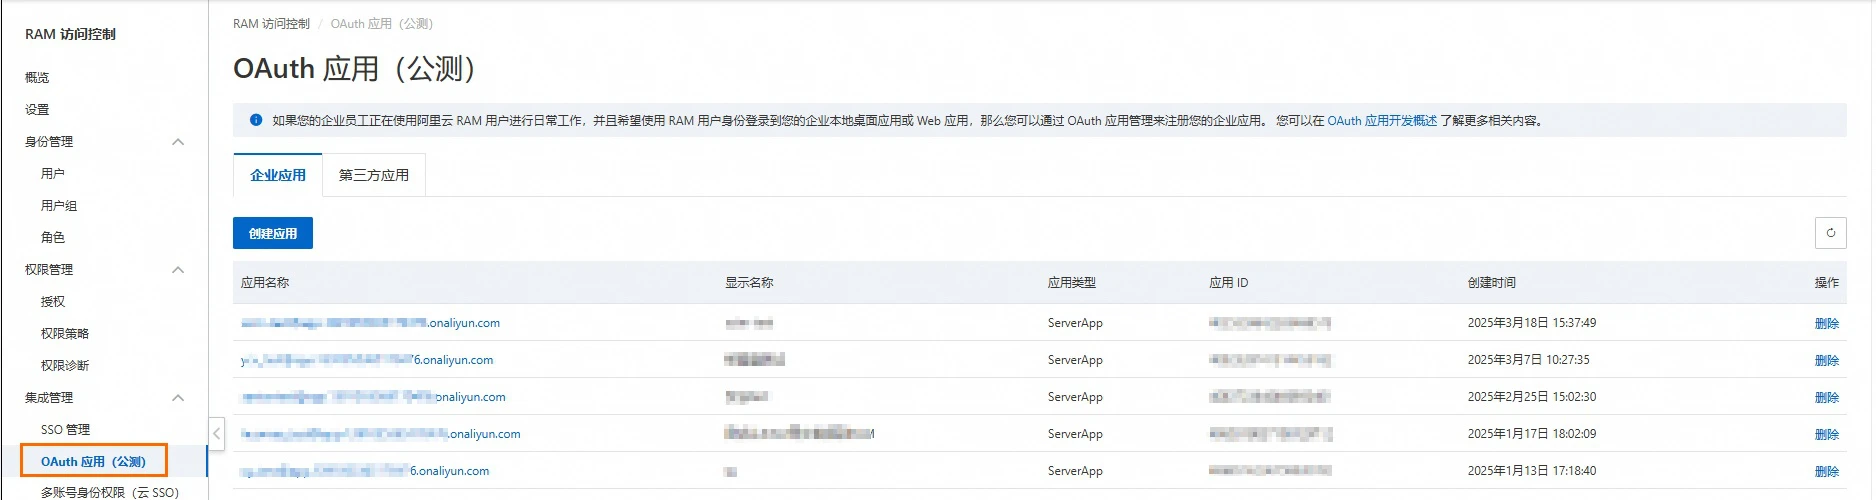 RAM 访问控制
概览
设置
身份管理
用户
用户组
角色
权限管理
授权
权限策略
权限诊断
集成管理
SSO 管理
OAuth 应用（公测）
多账号身份权限（云 SSO）
RAM 访问控制 / OAuth 应用（公测）
OAuth 应用（公测）
如果您的企业员工正在使用阿里云 RAM 用户进行日常工作，并且希望使用 RAM 用户身份登录到您的企业本地桌面应用或 Web 应用，那么您可以通过 OAuth 应用管理来注册您的企业应用。 您可以在 OAuth 应用开发概述 了解更多相关内容。
企业应用 第三方应用
创建应用
应用名称 显示名称 应用类型 应用 ID 创建时间 操作
.onaliyun.com ServerApp 2025年3月18日 15:37:49 删除
6.onaliyun.com ServerApp 2025年3月7日 10:27:35 删除
onaliyun.com ServerApp 2025年2月25日 15:02:30 删除
.onaliyun.com ServerApp 2025年1月17日 18:02:09 删除
6.onaliyun.com ServerApp 2025年1月13日 17:18:40 删除